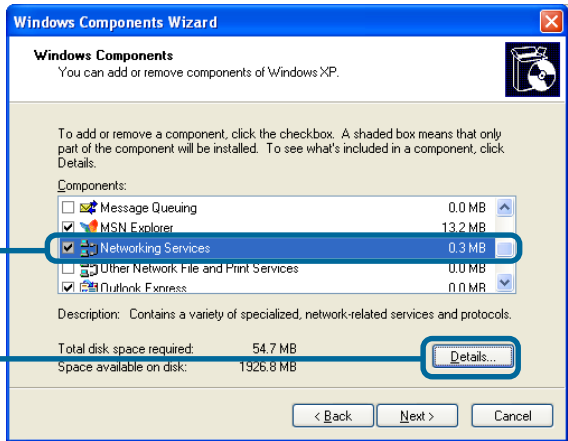 Windows Components Wizard
Windows Components
You can add or remove components of Windows XP.
To add or remove a component, click the checkbox. A shaded box means that only
part of the component will be installed. To see what's included in a component, click
Details.
Components:
Message Queuing 0.0 MB
MSN Explorer 13.2 MB
Networking Services 0.3 MB
Other Network File and Print Services 0.0 MB
Outlook Express 0.0 MB
Description: Contains a variety of specialized, network-related services and protocols.
Total disk space required: 54.7 MB
Space available on disk: 1926.8 MB
Details...
< Back Next > Cancel